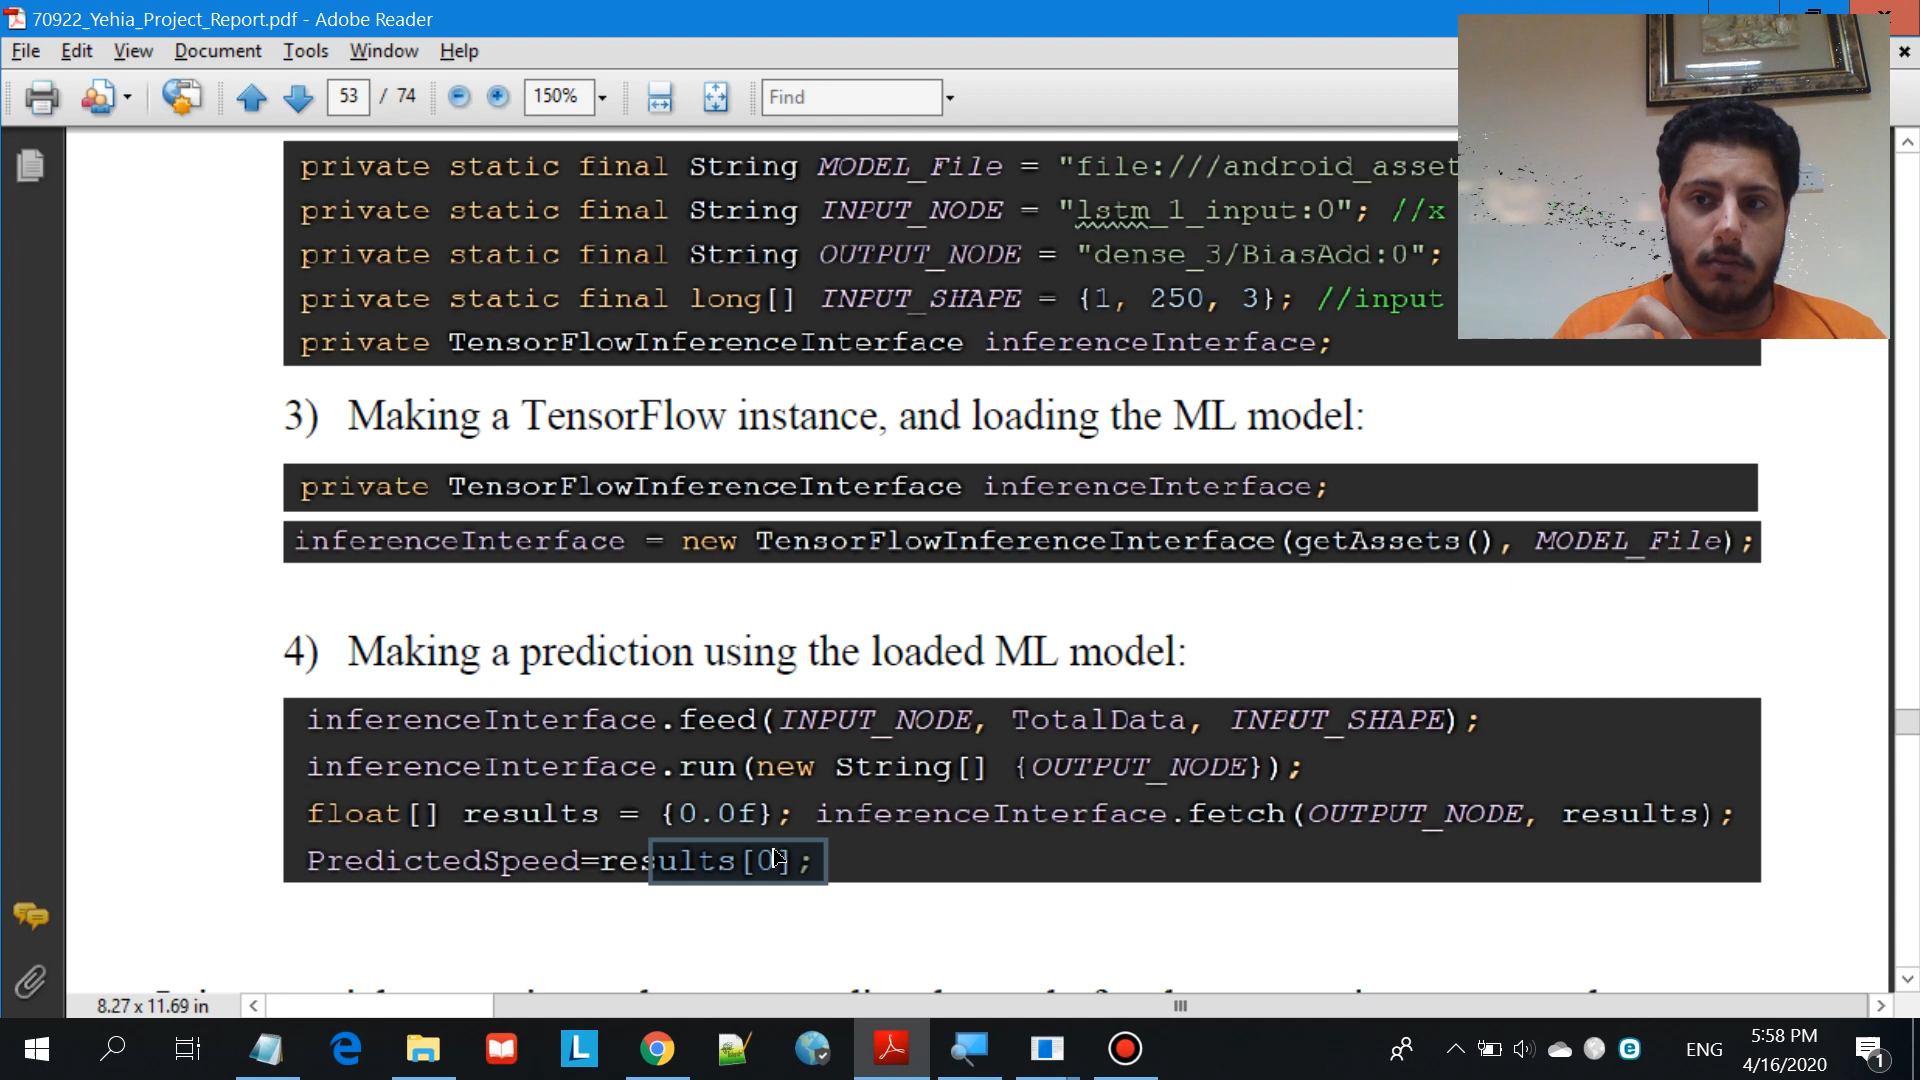 70922_Yehia_Project_Report.pdf - Adobe Reader
File Edit View Document Tools Window Help
53 / 74 150% Find
private static final String MODEL_File = "file:///android_asset
private static final String INPUT_NODE = "lstm_1_input:0"; //x
private static final String OUTPUT_NODE = "dense_3/BiasAdd:0";
private static final long[] INPUT_SHAPE = {1, 250, 3}; //input
private TensorFlowInferenceInterface inferenceInterface;
3) Making a TensorFlow instance, and loading the ML model:
private TensorFlowInferenceInterface inferenceInterface;
inferenceInterface = new TensorFlowInferenceInterface(getAssets(), MODEL_File);
4) Making a prediction using the loaded ML model:
inferenceInterface.feed(INPUT_NODE, TotalData, INPUT_SHAPE);
inferenceInterface.run(new String[] {OUTPUT_NODE});
float[] results = {0.0f}; inferenceInterface.fetch(OUTPUT_NODE, results);
PredictedSpeed=results[0];
8.27 x 11.69 in
L
ENG
5:58 PM
4/16/2020
1